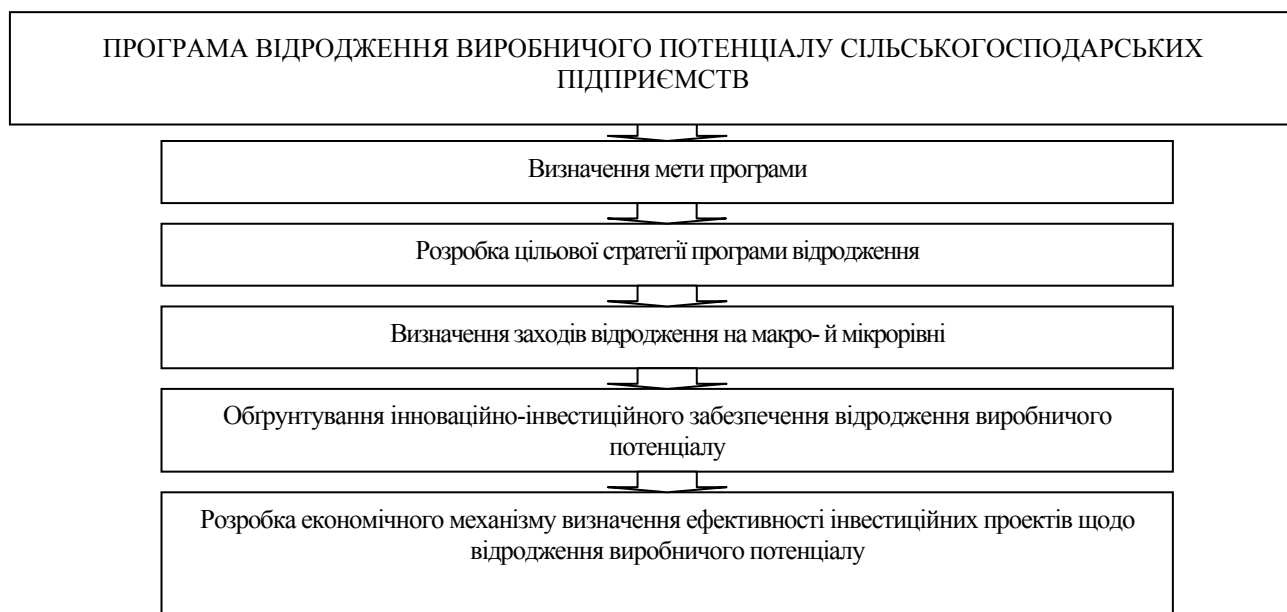 ПРОГРАМА ВІДРОДЖЕННЯ ВИРОБНИЧОГО ПОТЕНЦІАЛУ СІЛЬСЬКОГОСПОДАРСЬКИХ
ПІДПРИЄМСТВ
Визначення мети програми
Розробка цільової стратегії програми відродження
Визначення заходів відродження на макро- й мікрорівні
Обґрунтування інноваційно-інвестиційного забезпечення відродження виробничого
потенціалу
Розробка економічного механізму визначення ефективності інвестиційних проектів щодо
відродження виробничого потенціалу